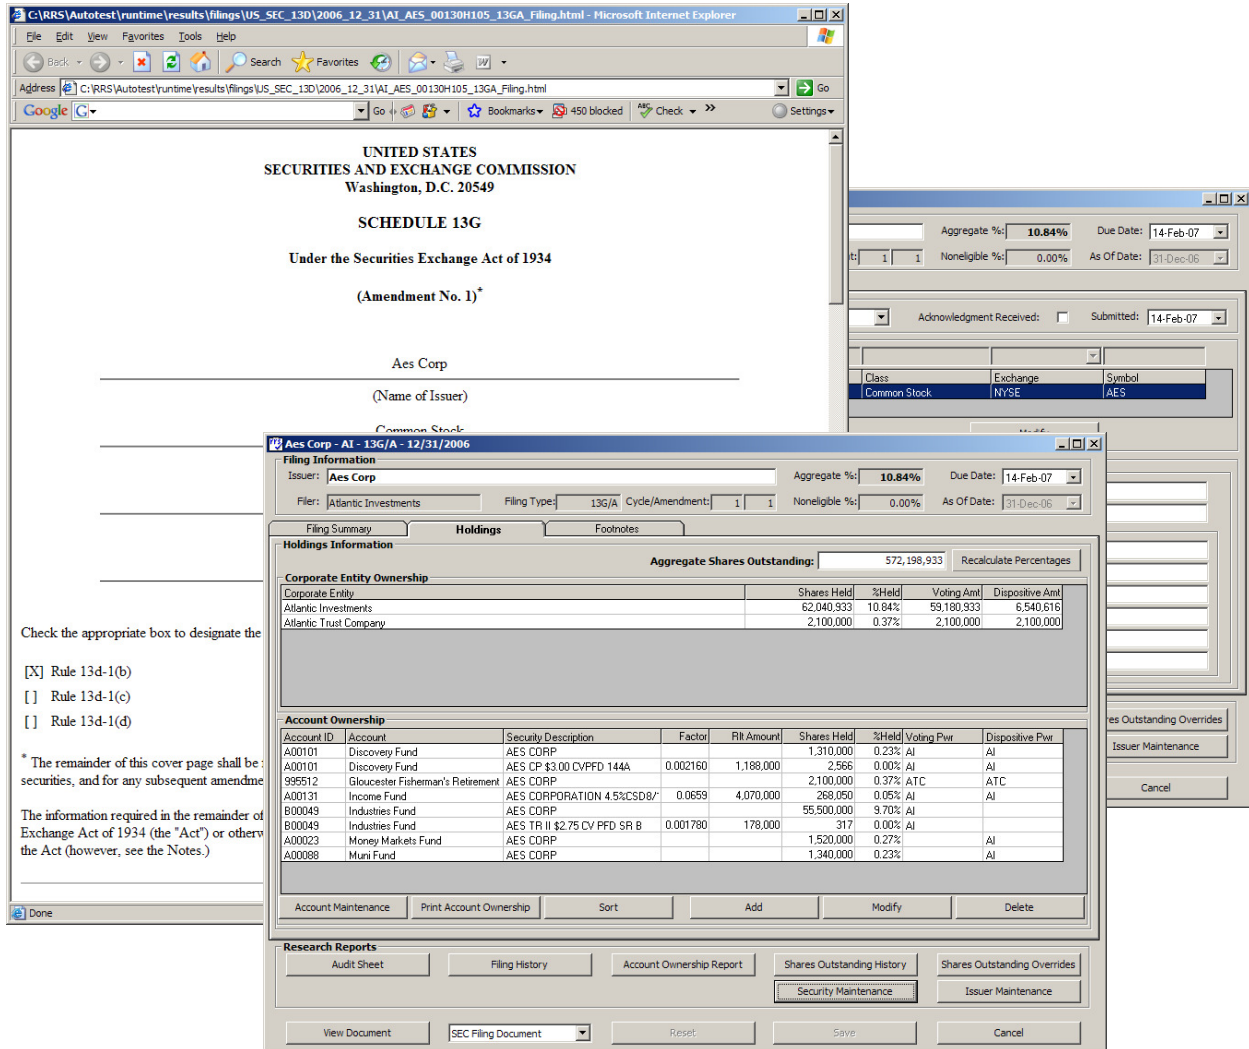 C:\RRS\Autotest\runtime\results\filings\US_SEC_13D\2006_12_31\AI_AES_00130H105_13GA_Filing.html - Microsoft Internet Explorer
File Edit View Favorites Tools Help
Back Search Favorites
Address C:\RRS\Autotest\runtime\results\filings\US_SEC_13D\2006_12_31\AI_AES_00130H105_13GA_Filing.html Go
Google G Go Bookmarks 450 blocked ABC Check » Settings
UNITED STATES
SECURITIES AND EXCHANGE COMMISSION
Washington, D.C. 20549
SCHEDULE 13G
Under the Securities Exchange Act of 1934
(Amendment No. 1)*
Aes Corp
(Name of Issuer)
Common Stock
Check the appropriate box to designate the
[X] Rule 13d-1(b)
[ ] Rule 13d-1(c)
[ ] Rule 13d-1(d)
* The remainder of this cover page shall be
securities, and for any subsequent amendme
The information required in the remainder of
Exchange Act of 1934 (the "Act") or otherw
the Act (however, see the Notes.)
Done
Aggregate %: 10.84% Due Date: 14-Feb-07
t: 1 1 Noneligible %: 0.00% As Of Date: 31-Dec-06
Acknowledgment Received: Submitted: 14-Feb-07
Class Exchange Symbol
Common Stock NYSE AES
Modify
res Outstanding Overrides
Issuer Maintenance
Cancel
Aes Corp - AI - 13G/A - 12/31/2006
Filing Information
Issuer: Aes Corp Aggregate %: 10.84% Due Date: 14-Feb-07
Filer: Atlantic Investments Filing Type: 13G/A Cycle/Amendment: 1 1 Noneligible %: 0.00% As Of Date: 31-Dec-06
Filing Summary Holdings Footnotes
Holdings Information
Aggregate Shares Outstanding: 572,198,933 Recalculate Percentages
Corporate Entity Ownership
Corporate Entity Shares Held %Held Voting Amt Dispositive Amt
Atlantic Investments 62,040,933 10.84% 59,180,933 6,540,616
Atlantic Trust Company 2,100,000 0.37% 2,100,000 2,100,000
Account Ownership
Account ID Account Security Description Factor Rlt Amount Shares Held %Held Voting Pwr Dispositive Pwr
A00101 Discovery Fund AES CORP 1,310,000 0.23% AI AI
A00101 Discovery Fund AES CP $3.00 CVPFD 144A 0.002160 1,188,000 2,566 0.00% AI AI
995512 Gloucester Fisherman's Retirement AES CORP 2,100,000 0.37% ATC ATC
A00131 Income Fund AES CORPORATION 4.5%CSD8/ 0.0659 4,070,000 268,050 0.05% AI AI
B00049 Industries Fund AES CORP 55,500,000 9.70% AI
B00049 Industries Fund AES TR II $2.75 CV PFD SR B 0.001780 178,000 317 0.00% AI
A00023 Money Markets Fund AES CORP 1,520,000 0.27% AI
A00088 Muni Fund AES CORP 1,340,000 0.23% AI
Account Maintenance Print Account Ownership Sort Add Modify Delete
Research Reports
Audit Sheet Filing History Account Ownership Report Shares Outstanding History Shares Outstanding Overrides
Security Maintenance Issuer Maintenance
View Document SEC Filing Document Reset Save Cancel